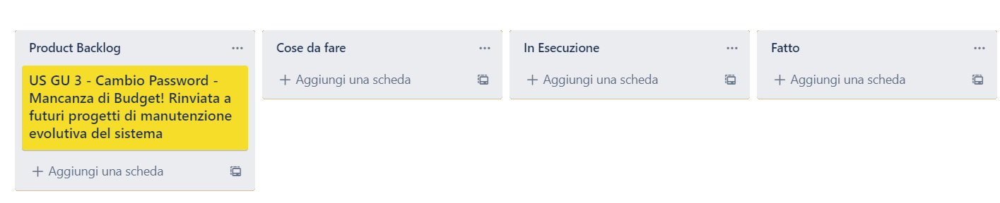 Product Backlog
US GU 3 - Cambio Password -
Mancanza di Budget! Rinviata a
futuri progetti di manutenzione
evolutiva del sistema
Aggiungi una scheda
Cose da fare
Aggiungi una scheda
In Esecuzione
Aggiungi una scheda
Fatto
Aggiungi una scheda